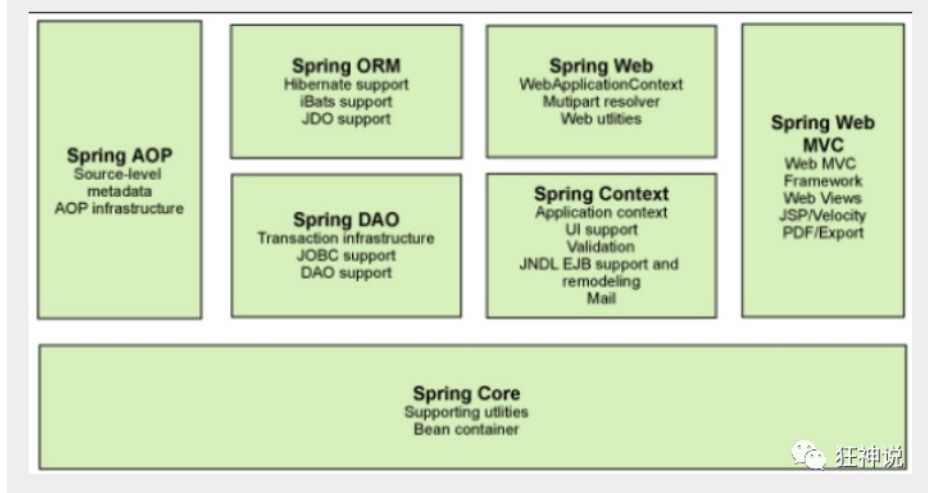 Spring AOP
Source-level
metadata
AOP infrastructure
Spring ORM
Hibernate support
iBats support
JDO support
Spring DAO
Transaction infrastructure
JOBC support
DAO support
Spring Web
WebApplicationContext
Mutipart resolver
Web utlities
Spring Context
Application context
UI support
Validation
JNDL EJB support and
remodeling
Mail
Spring Web
MVC
Web MVC
Framework
Web Views
JSP/Velocity
PDF/Export
Spring Core
Supporting utlities
Bean container
狂神说